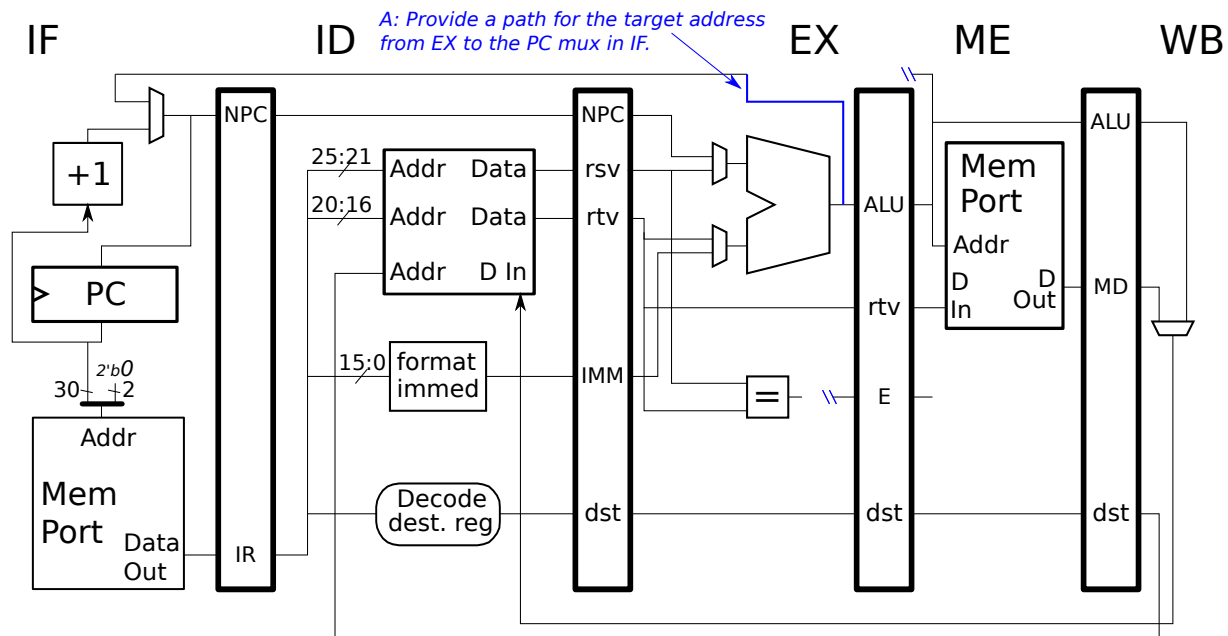 IF
ID
A: Provide a path for the target address
from EX to the PC mux in IF.
EX
ME
WB
NPC
NPC
ALU
+1
25:21
Addr
Data
rsv
Mem
Port
20:16
Addr
Data
rtv
ALU
Addr
Addr
D In
PC
D
In
D
Out
MD
rtv
2'b0
30
2
15:0
format
immed
IMM
=
E
Addr
Mem
Port
Data
Out
IR
Decode
dest. reg
dst
dst
dst